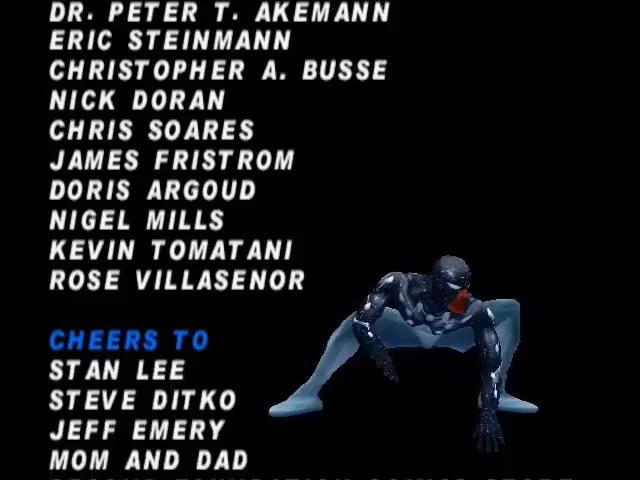 DR. PETER T. AKEMANN
ERIC STEINMANN
CHRISTOPHER A. BUSSE
NICK DORAN
CHRIS SOARES
JAMES FRISTROM
DORIS ARGOUD
NIGEL MILLS
KEVIN TOMATANI
ROSE VILLASENOR
CHEERS TO
STAN LEE
STEVE DITKO
JEFF EMERY
MOM AND DAD